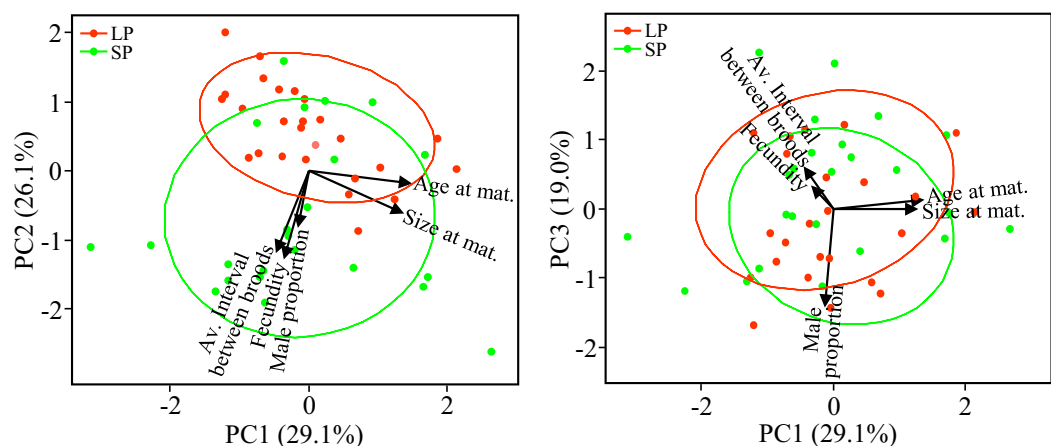 LP
SP
2
1
0
-1
-2
PC2 (26.1%)
Age at mat.
Size at mat.
Av. Interval
between broods
Fecundity
Male proportion
-2
0
2
PC1 (29.1%)
LP
SP
2
1
0
-1
-2
PC3 (19.0%)
Av. Interval
between broods
Fecundity
Age at mat.
Size at mat.
Male
proportion
-2
0
2
PC1 (29.1%)